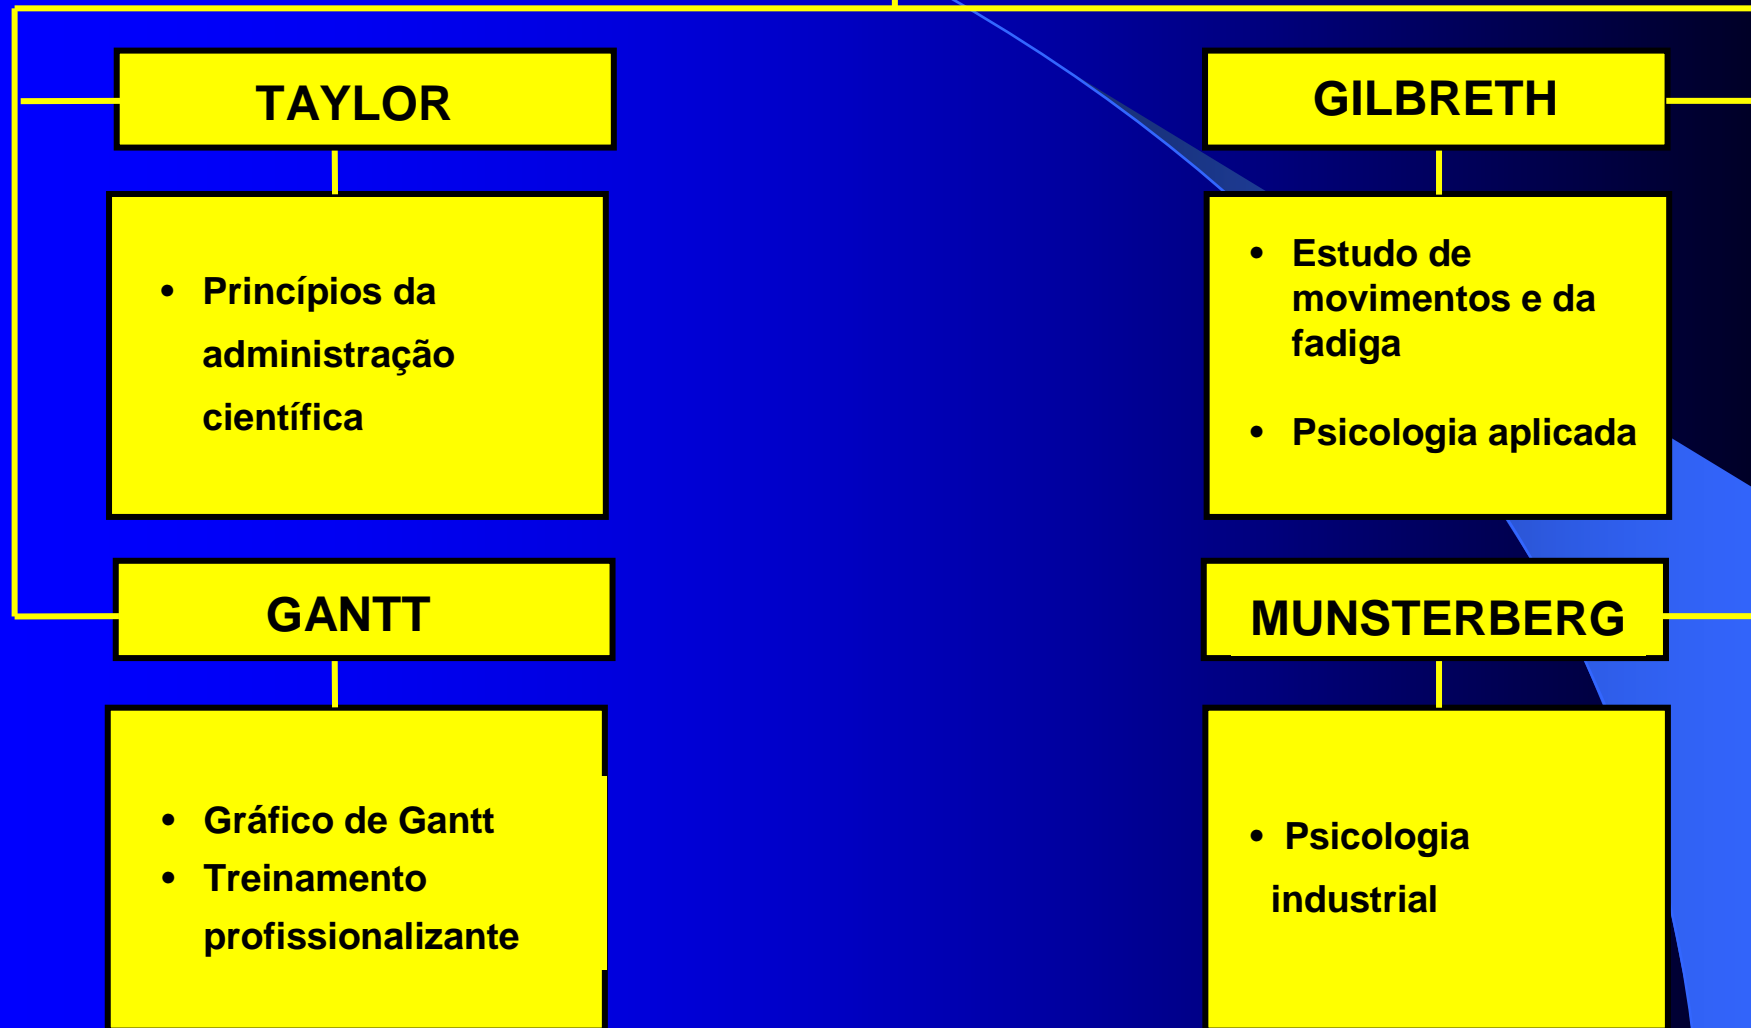 TAYLOR
• Princípios da
administração
científica
GANTT
• Gráfico de Gantt
• Treinamento
profissionalizante
GILBRETH
• Estudo de
movimentos e da
fadiga
• Psicologia aplicada
MUNSTERBERG
• Psicologia
industrial